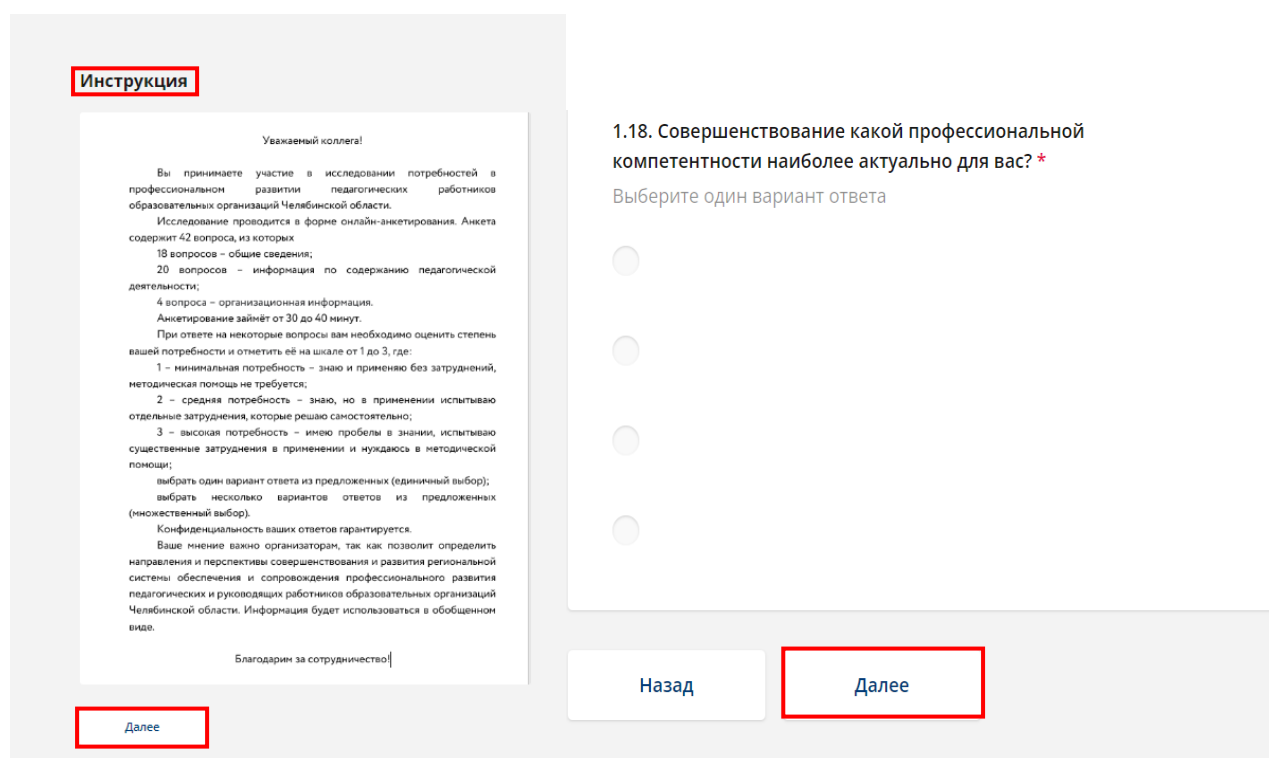 Инструкция
Уважаемый коллега!
Вы принимаете участие в исследовании потребностей в
профессиональном развитии педагогических работников
образовательных организаций Челябинской области.
Исследование проводится в форме онлайн-анкетирования. Анкета
содержит 42 вопроса, из которых
18 вопросов – общие сведения;
20 вопросов – информация по содержанию педагогической
деятельности;
4 вопроса – организационная информация.
Анкетирование займёт от 30 до 40 минут.
При ответе на некоторые вопросы вам необходимо оценить степень
вашей потребности и отметить её на шкале от 1 до 3, где:
1 – минимальная потребность – знаю и применяю без затруднений,
методическая помощь не требуется;
2 – средняя потребность – знаю, но в применении испытываю
отдельные затруднения, которые решаю самостоятельно;
3 – высокая потребность – имею пробелы в знании, испытываю
существенные затруднения в применении и нуждаюсь в методической
помощи;
выбрать один вариант ответа из предложенных (единичный выбор);
выбрать несколько вариантов ответов из предложенных
(множественный выбор).
Конфиденциальность ваших ответов гарантируется.
Ваше мнение важно организаторам, так как позволит определить
направления и перспективы совершенствования и развития региональной
системы обеспечения и сопровождения профессионального развития
педагогических и руководящих работников образовательных организаций
Челябинской области. Информация будет использоваться в обобщенном
виде.
Благодарим за сотрудничество!
Далее
1.18. Совершенствование какой профессиональной
компетентности наиболее актуально для вас? *
Выберите один вариант ответа
Назад
Далее